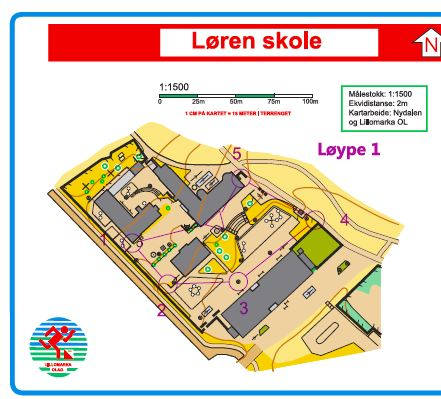 Løren skole
N
1:1500
0 25m 50m 75m 100m
1 CM PÅ KARTET = 15 METER I TERRENGET
Målestokk: 1:1500
Ekvidistanse: 2m
Kartarbeide: Nydalen
og Lillomarka OL
Løype 1
5
4
1
3
2
LILLOMARKA
OLAG